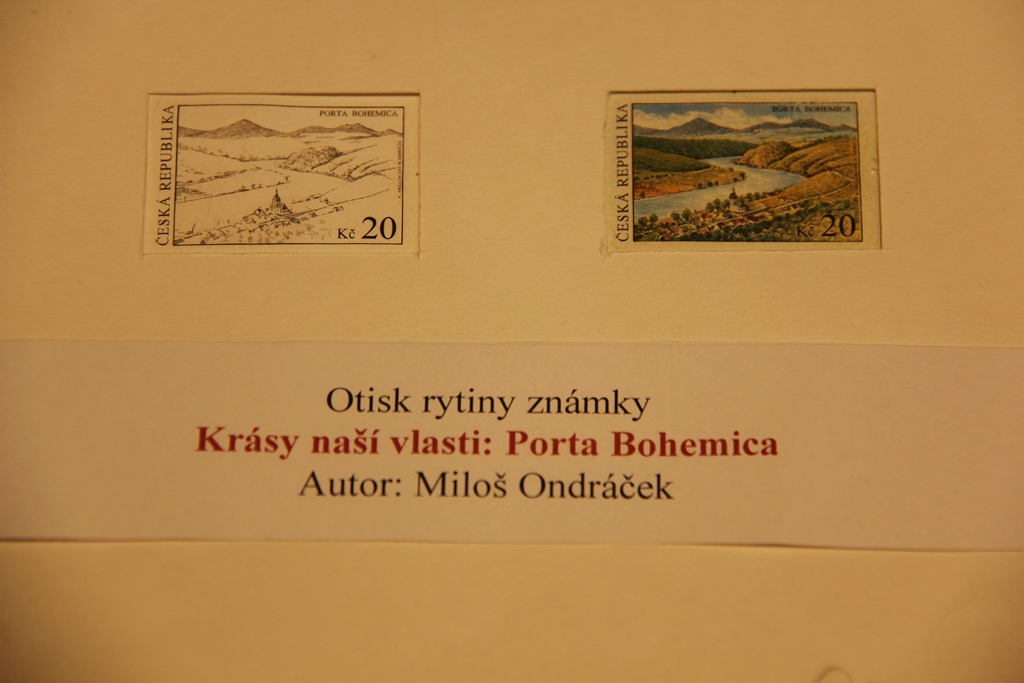 PORTA BOHEMICA
ČESKÁ REPUBLIKA
Kč 20
PORTA BOHEMICA
ČESKÁ REPUBLIKA
Kč 20
Otisk rytiny známky
Krásy naší vlasti: Porta Bohemica
Autor: Miloš Ondráček